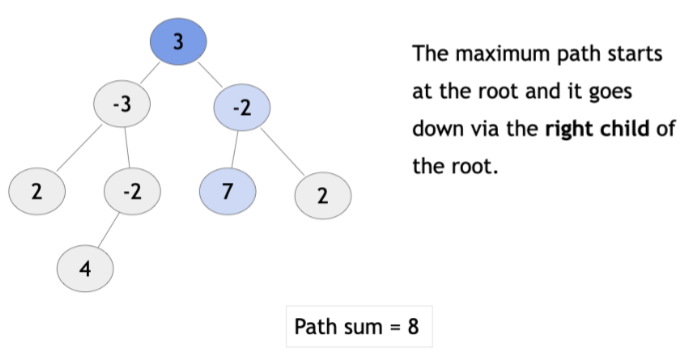 3
The maximum path starts
at the root and it goes
down via the right child of
the root.
-3
-2
2
-2
7
2
4
Path sum = 8